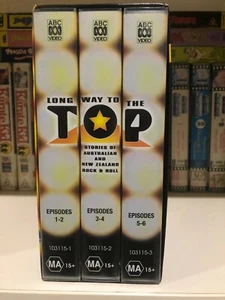 ABC ABC ABC
VIDEO VIDEO VIDEO
LONG WAY TO THE
TOP
STORIES OF
AUSTRALIAN
AND
NEW ZEALAND
ROCK & ROLL
EPISODES EPISODES EPISODES
1-2 3-4 5-6
103115-1 103115-2 103115-3
MA 15+ MA 15+ MA 15+